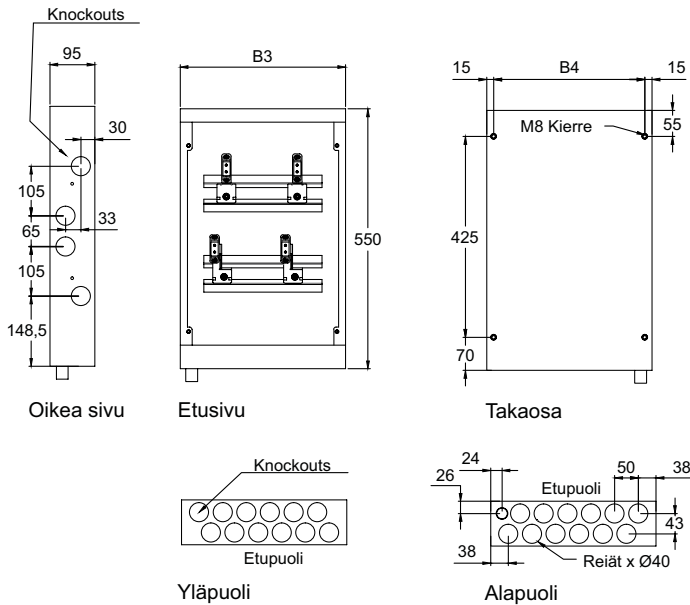 Knockouts
95
30
105
33
65
105
148,5
Oikea sivu
B3
550
Etusivu
15
B4
15
M8 Kierre
55
425
70
Takaosa
Knockouts
Etupuoli
Yläpuoli
24
26
50
38
Etupuoli
43
38
Reiät x Ø40
Alapuoli